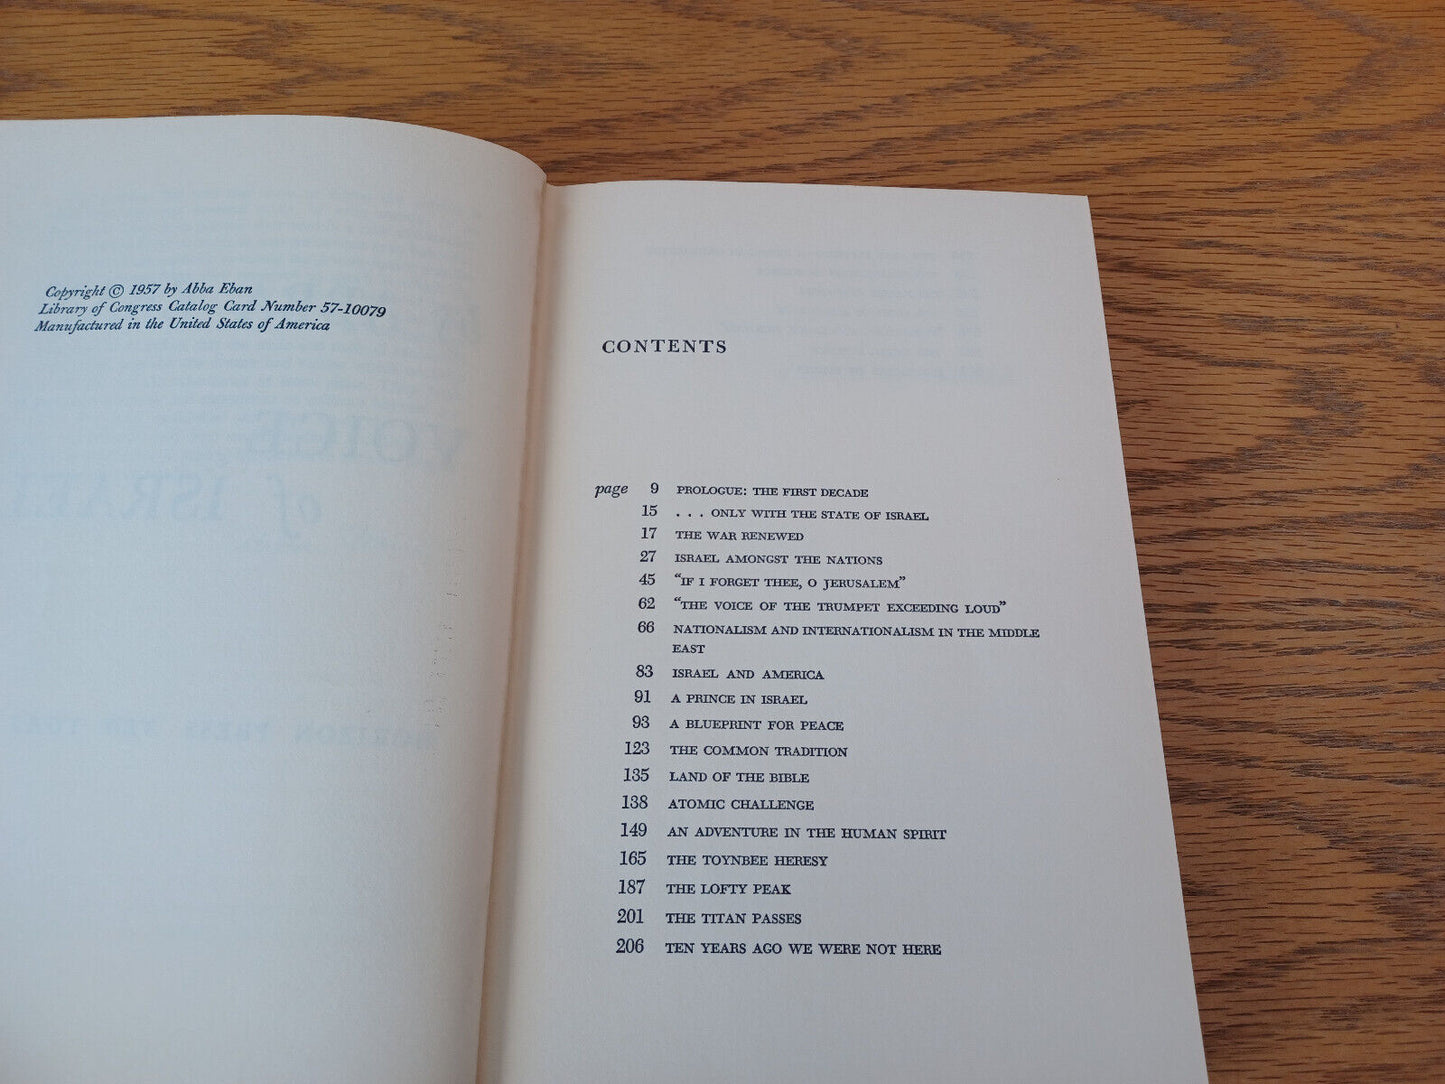 Copyright © 1957 by Abba Eban
Library of Congress Catalog Card Number 57-10079
Manufactured in the United States of America
CONTENTS
page 9 PROLOGUE: THE FIRST DECADE
15 . . . ONLY WITH THE STATE OF ISRAEL
17 THE WAR RENEWED
27 ISRAEL AMONGST THE NATIONS
45 “IF I FORGET THEE, O JERUSALEM”
62 “THE VOICE OF THE TRUMPET EXCEEDING LOUD”
66 NATIONALISM AND INTERNATIONALISM IN THE MIDDLE
EAST
83 ISRAEL AND AMERICA
91 A PRINCE IN ISRAEL
93 A BLUEPRINT FOR PEACE
123 THE COMMON TRADITION
135 LAND OF THE BIBLE
138 ATOMIC CHALLENGE
149 AN ADVENTURE IN THE HUMAN SPIRIT
165 THE TOYNBEE HERESY
187 THE LOFTY PEAK
201 THE TITAN PASSES
206 TEN YEARS AGO WE WERE NOT HERE